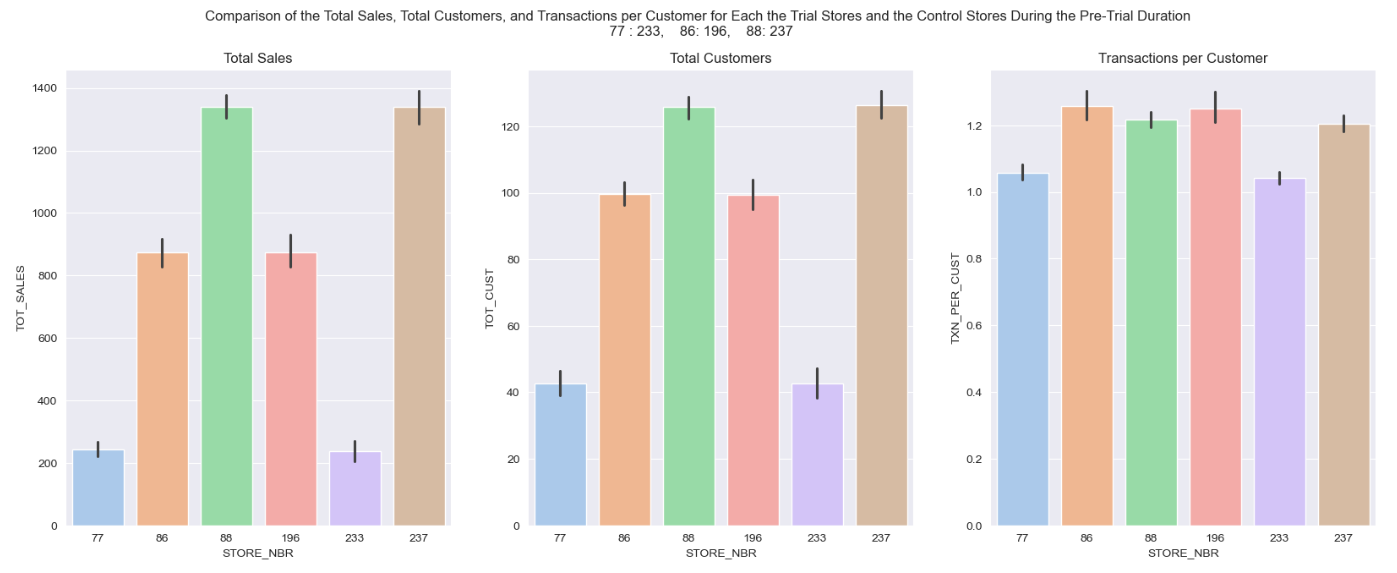 Comparison of the Total Sales, Total Customers, and Transactions per Customer for Each the Trial Stores and the Control Stores During the Pre-Trial Duration
77 : 233,    86: 196,    88: 237
Total Sales
TOT_SALES
1400
1200
1000
800
600
400
200
0
77 86 88 196 233 237
STORE_NBR
Total Customers
TOT_CUST
120
100
80
60
40
20
0
77 86 88 196 233 237
STORE_NBR
Transactions per Customer
TXN_PER_CUST
1.2
1.0
0.8
0.6
0.4
0.2
0.0
77 86 88 196 233 237
STORE_NBR